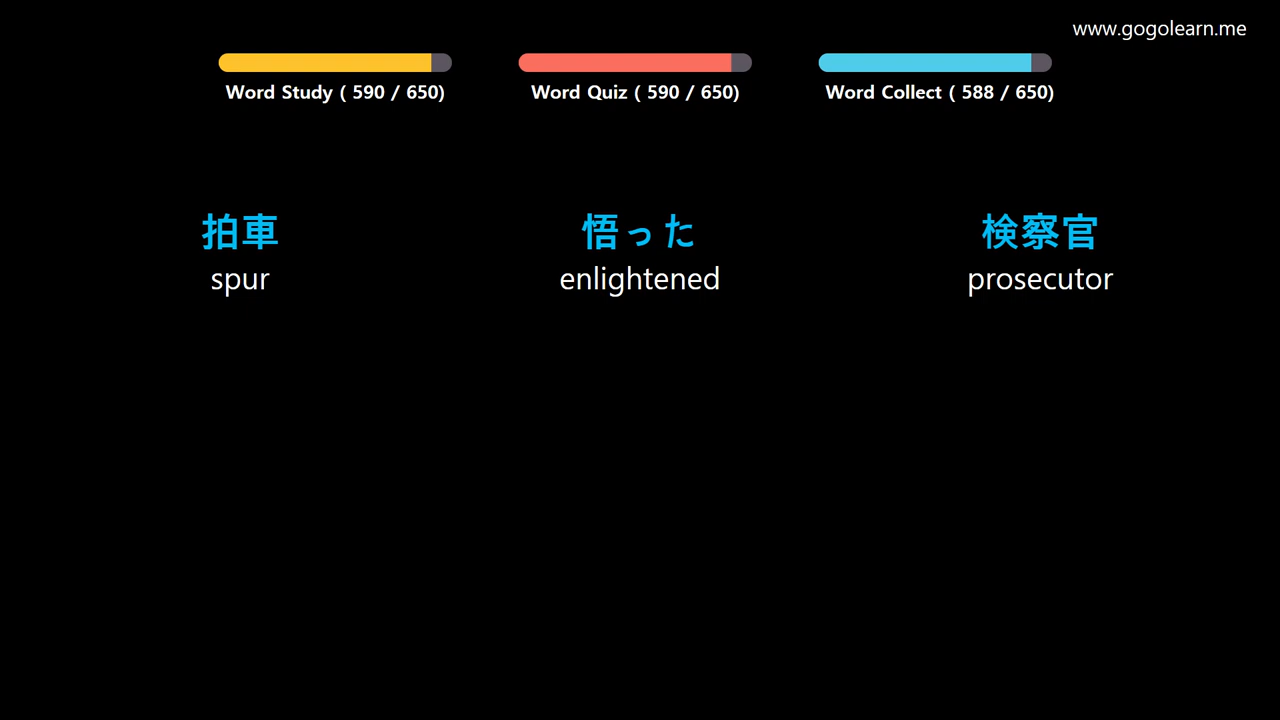 www.gogolearn.me
Word Study ( 590 / 650)
Word Quiz ( 590 / 650)
Word Collect ( 588 / 650)
拍車
spur
悟った
enlightened
検察官
prosecutor